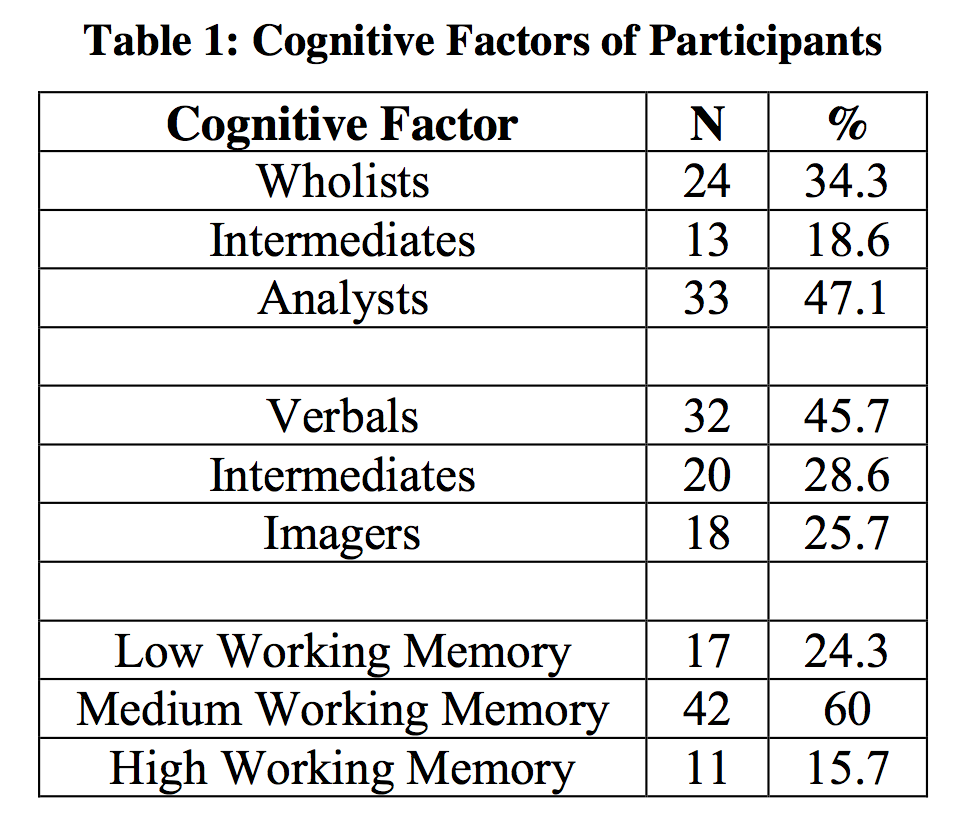 Table 1: Cognitive Factors of Participants
Cognitive Factor N %
Wholists 24 34.3
Intermediates 13 18.6
Analysts 33 47.1
Verbals 32 45.7
Intermediates 20 28.6
Imagers 18 25.7
Low Working Memory 17 24.3
Medium Working Memory 42 60
High Working Memory 11 15.7